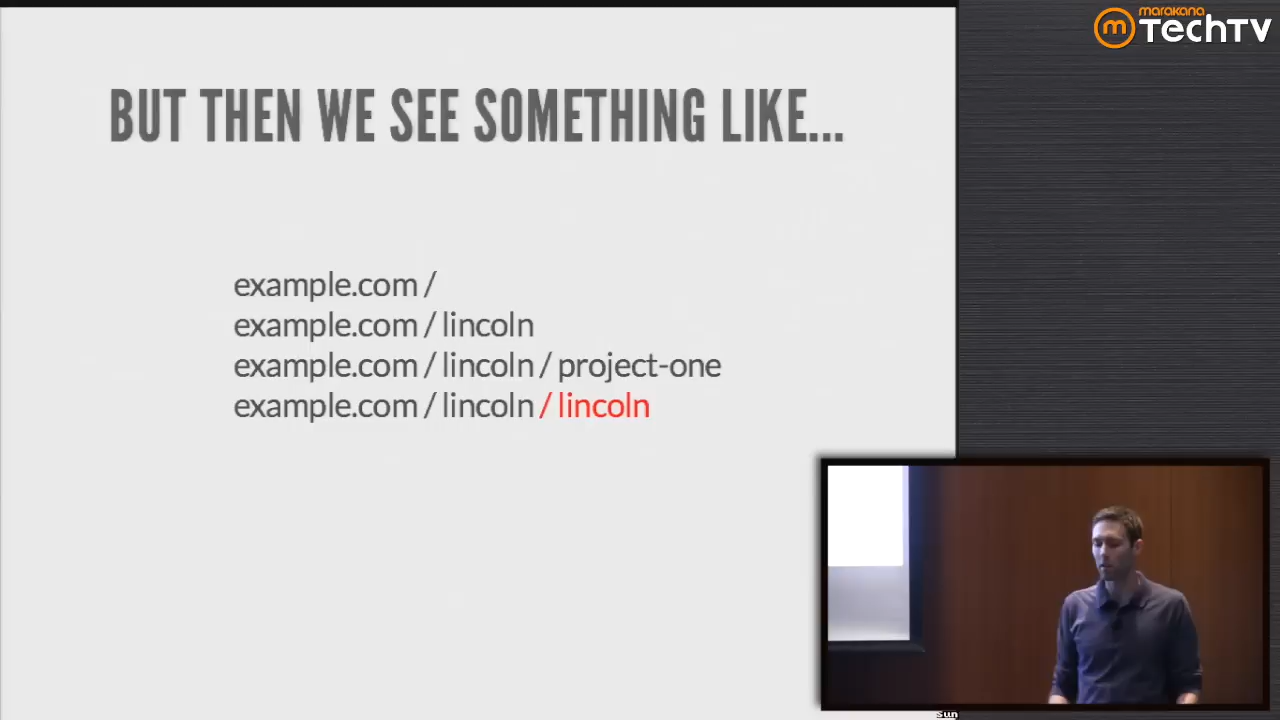 marakana
TechTV
BUT THEN WE SEE SOMETHING LIKE...
example.com /
example.com / lincoln
example.com / lincoln / project-one
example.com / lincoln / lincoln
Sun